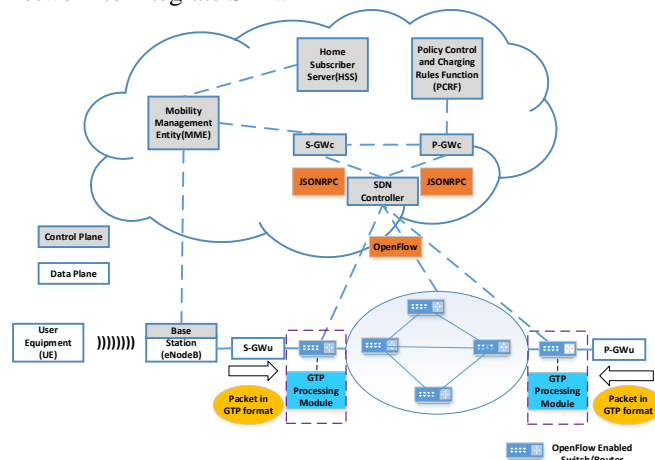 Home
Subscriber
Server(HSS)
Policy Control
and Charging
Rules Function
(PCRF)
Mobility
Management
Entity(MME)
S-GWc
P-GWc
JSONRPC
SDN
Controller
JSONRPC
Control Plane
OpenFlow
Data Plane
User
Equipment
(UE)
))))))))
Base
Station
(eNodeB)
S-GWu
P-GWu
GTP
Processing
Module
GTP
Processing
Module
Packet in
GTP format
Packet in
GTP format
OpenFlow Enabled
Switch/Router